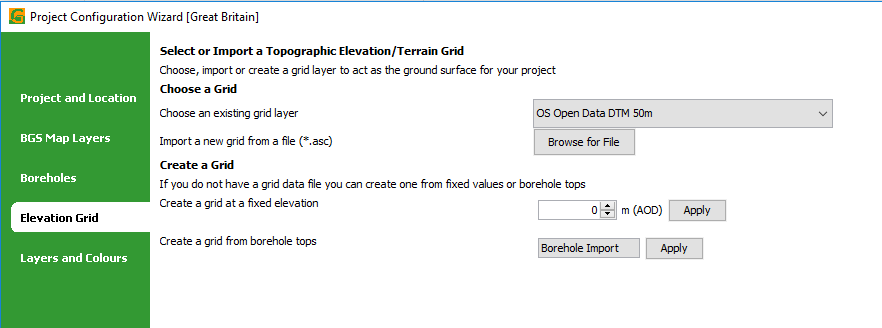 Project Configuration Wizard [Great Britain]
Project and Location
BGS Map Layers
Boreholes
Elevation Grid
Layers and Colours
Select or Import a Topographic Elevation/Terrain Grid
Choose, import or create a grid layer to act as the ground surface for your project
Choose a Grid
Choose an existing grid layer
OS Open Data DTM 50m
Import a new grid from a file (*.asc)
Browse for File
Create a Grid
If you do not have a grid data file you can create one from fixed values or borehole tops
Create a grid at a fixed elevation
0 m (AOD) Apply
Create a grid from borehole tops
Borehole Import Apply